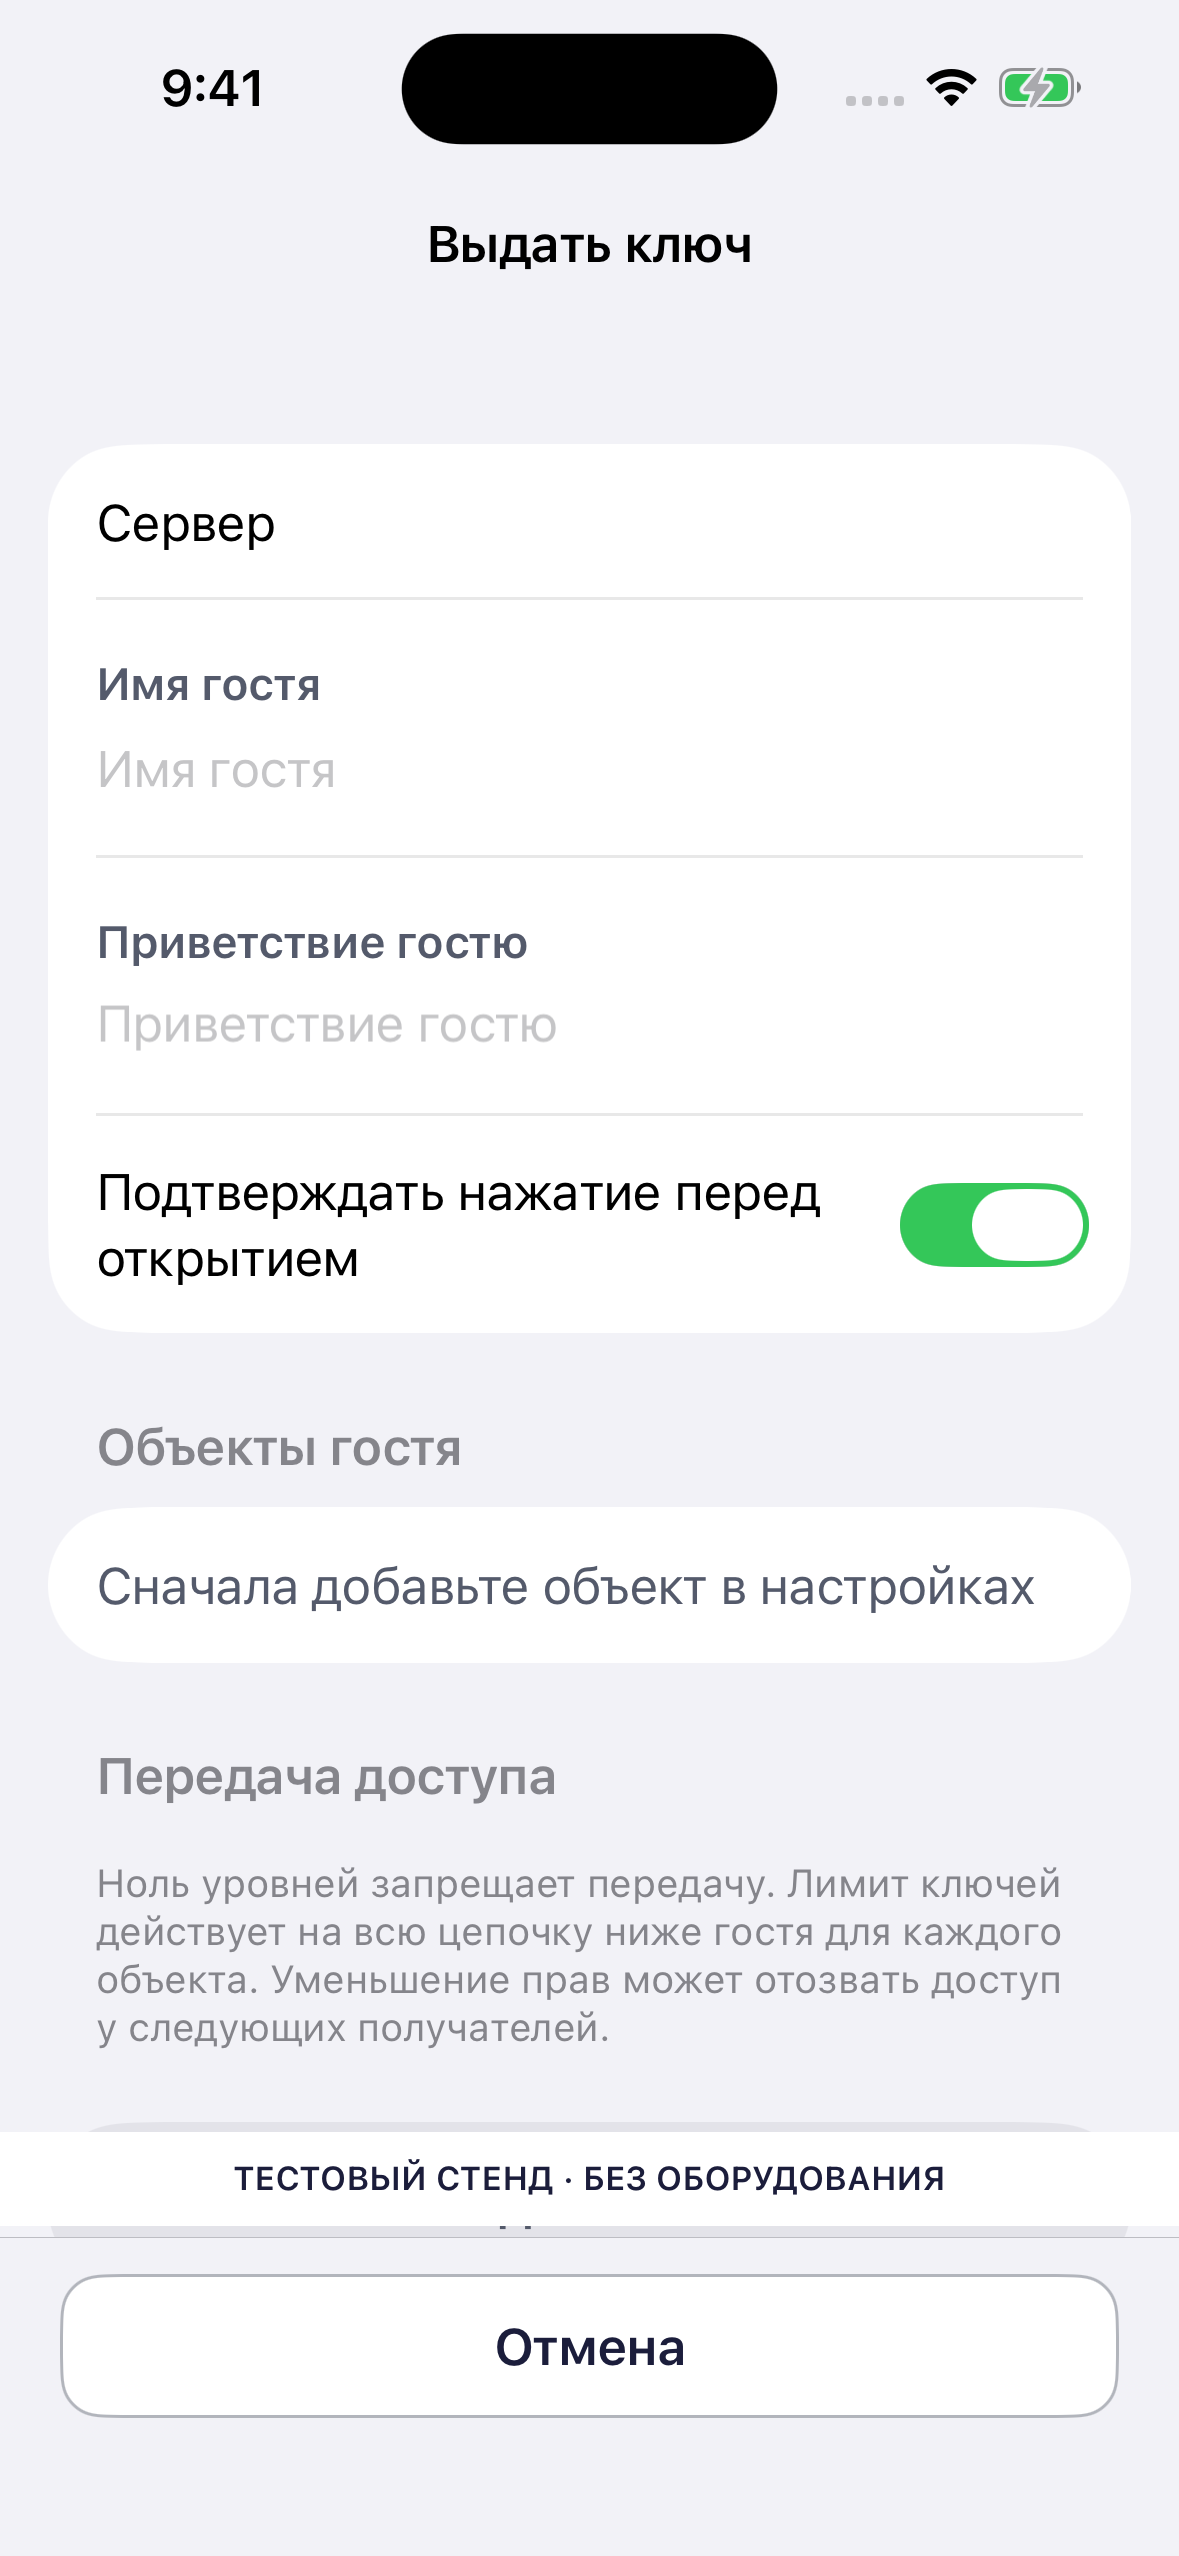 9:41
Выдать ключ
Сервер
Имя гостя
Имя гостя
Приветствие гостю
Приветствие гостю
Подтверждать нажатие перед
открытием
Объекты гостя
Сначала добавьте объект в настройках
Передача доступа
Ноль уровней запрещает передачу. Лимит ключей
действует на всю цепочку ниже гостя для каждого
объекта. Уменьшение прав может отозвать доступ
у следующих получателей.
ТЕСТОВЫЙ СТЕНД · БЕЗ ОБОРУДОВАНИЯ
Отмена